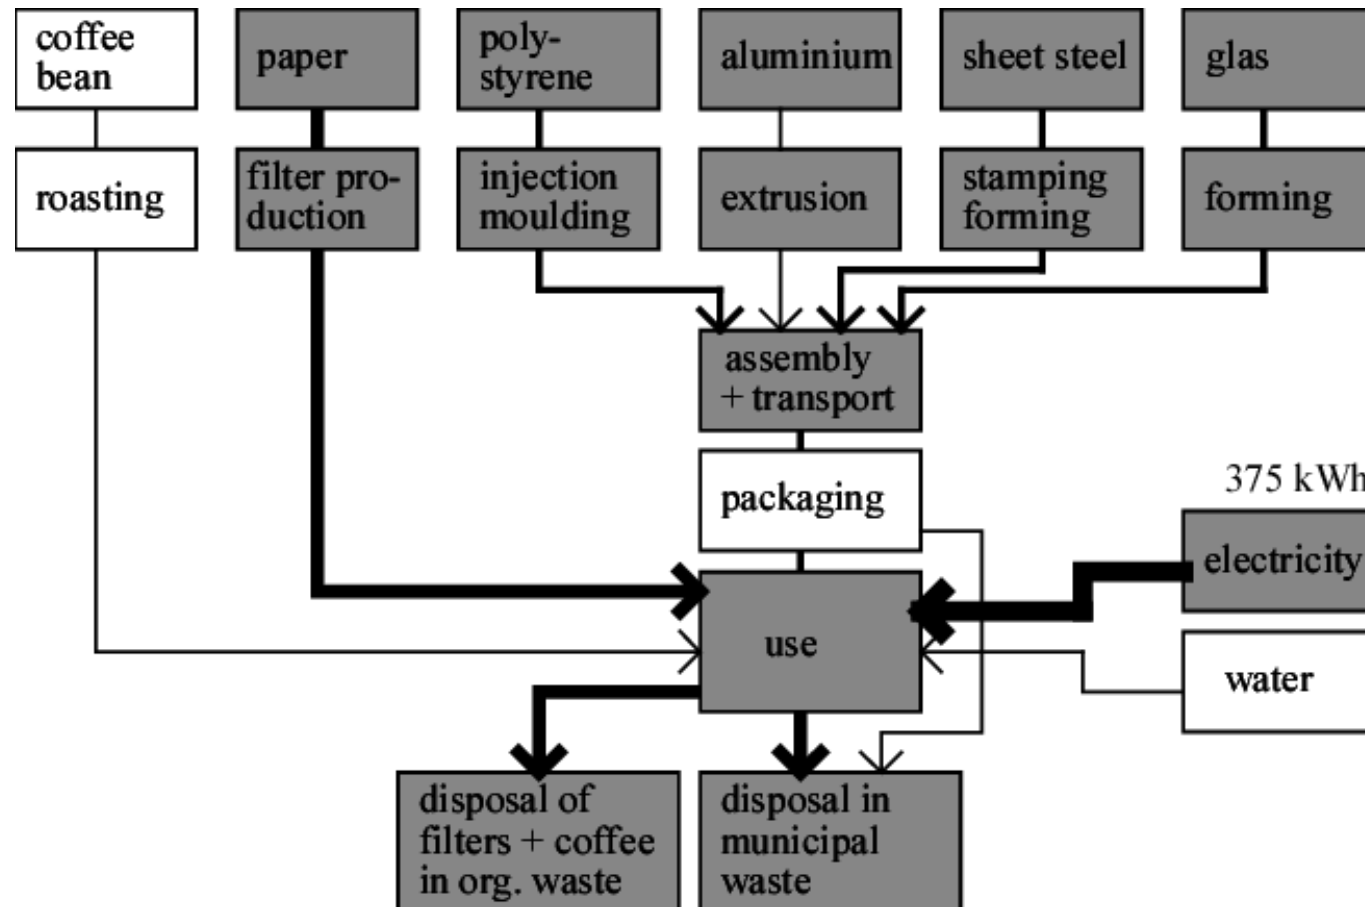 coffee
bean
paper
poly-
styrene
aluminium
sheet steel
glas
roasting
filter pro-
duction
injection
moulding
extrusion
stamping
forming
forming
assembly
+ transport
packaging
375 kWh
electricity
use
water
disposal of
filters + coffee
in org. waste
disposal in
municipal
waste